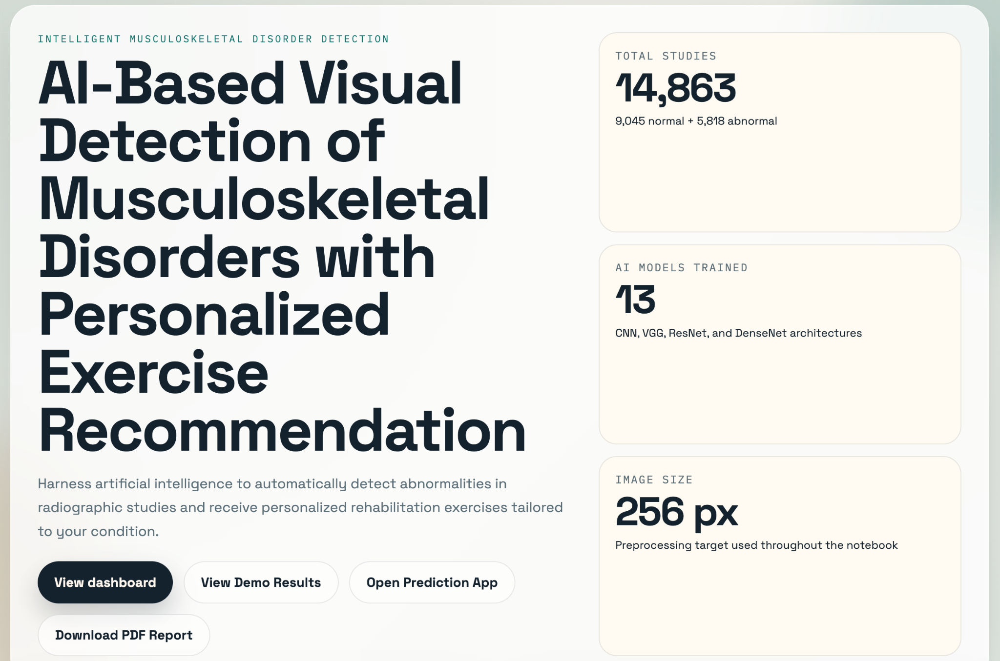 INTELLIGENT MUSCULOSKELETAL DISORDER DETECTION
AI-Based Visual
Detection of
Musculoskeletal
Disorders with
Personalized
Exercise
Recommendation
Harness artificial intelligence to automatically detect abnormalities in
radiographic studies and receive personalized rehabilitation exercises tailored
to your condition.
View dashboard
View Demo Results
Open Prediction App
Download PDF Report
TOTAL STUDIES
14,863
9,045 normal + 5,818 abnormal
AI MODELS TRAINED
13
CNN, VGG, ResNet, and DenseNet architectures
IMAGE SIZE
256 px
Preprocessing target used throughout the notebook